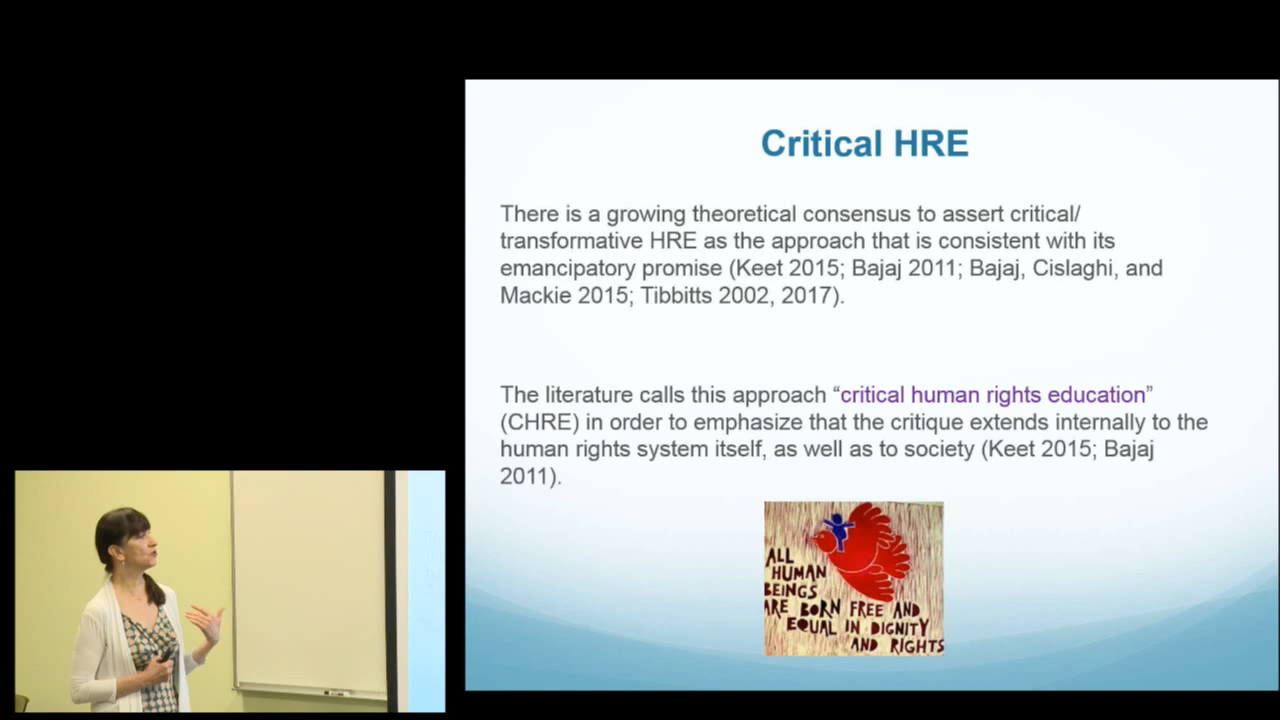 Critical HRE
There is a growing theoretical consensus to assert critical/
transformative HRE as the approach that is consistent with its
emancipatory promise (Keet 2015; Bajaj 2011; Bajaj, Cislaghi, and
Mackie 2015; Tibbitts 2002, 2017).
The literature calls this approach “critical human rights education”
(CHRE) in order to emphasize that the critique extends internally to the
human rights system itself, as well as to society (Keet 2015; Bajaj
2011).
ALL
HUMAN
BEINGS
ARE BORN FREE AND
EQUAL IN DIGNITY
AND RIGHTS